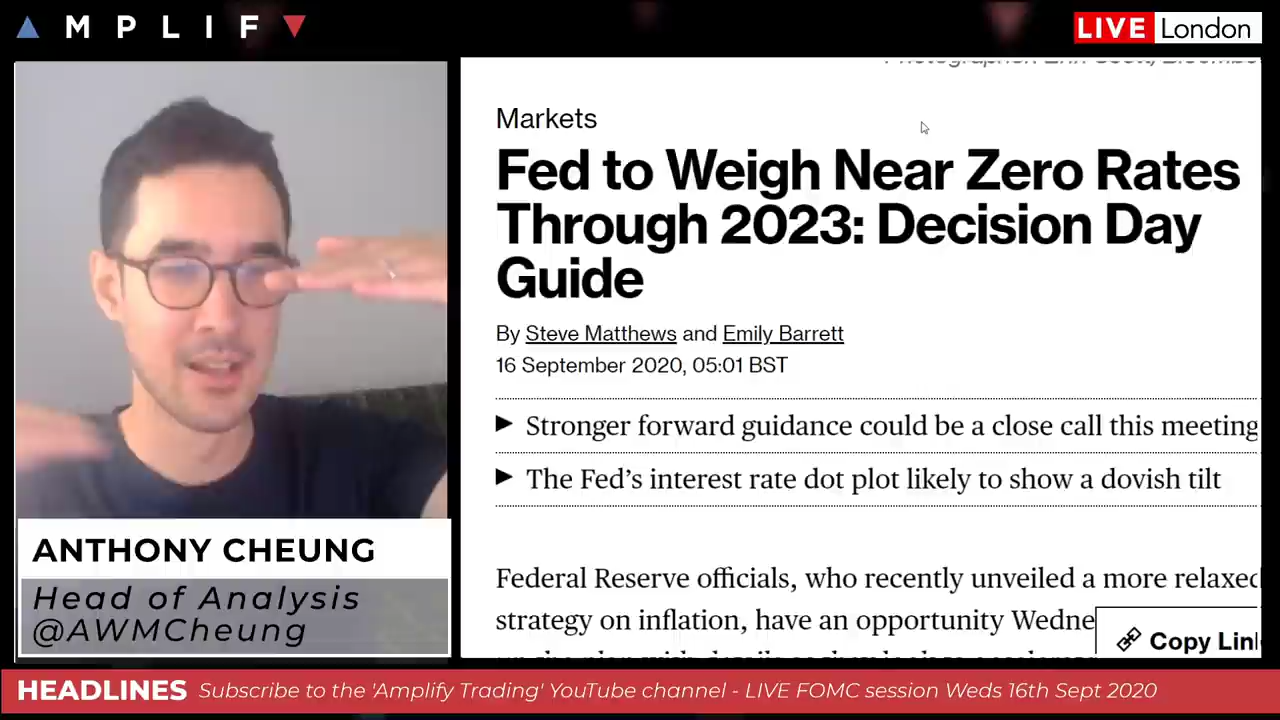 AMPLIFY
LIVE London
Markets
Fed to Weigh Near Zero Rates
Through 2023: Decision Day
Guide
By Steve Matthews and Emily Barrett
16 September 2020, 05:01 BST
Stronger forward guidance could be a close call this meeting
The Fed's interest rate dot plot likely to show a dovish tilt
Federal Reserve officials, who recently unveiled a more relaxed
strategy on inflation, have an opportunity Wedne
Copy Lin
ANTHONY CHEUNG
Head of Analysis
@AWMCheung
HEADLINES Subscribe to the 'Amplify Trading' YouTube channel - LIVE FOMC session Weds 16th Sept 2020